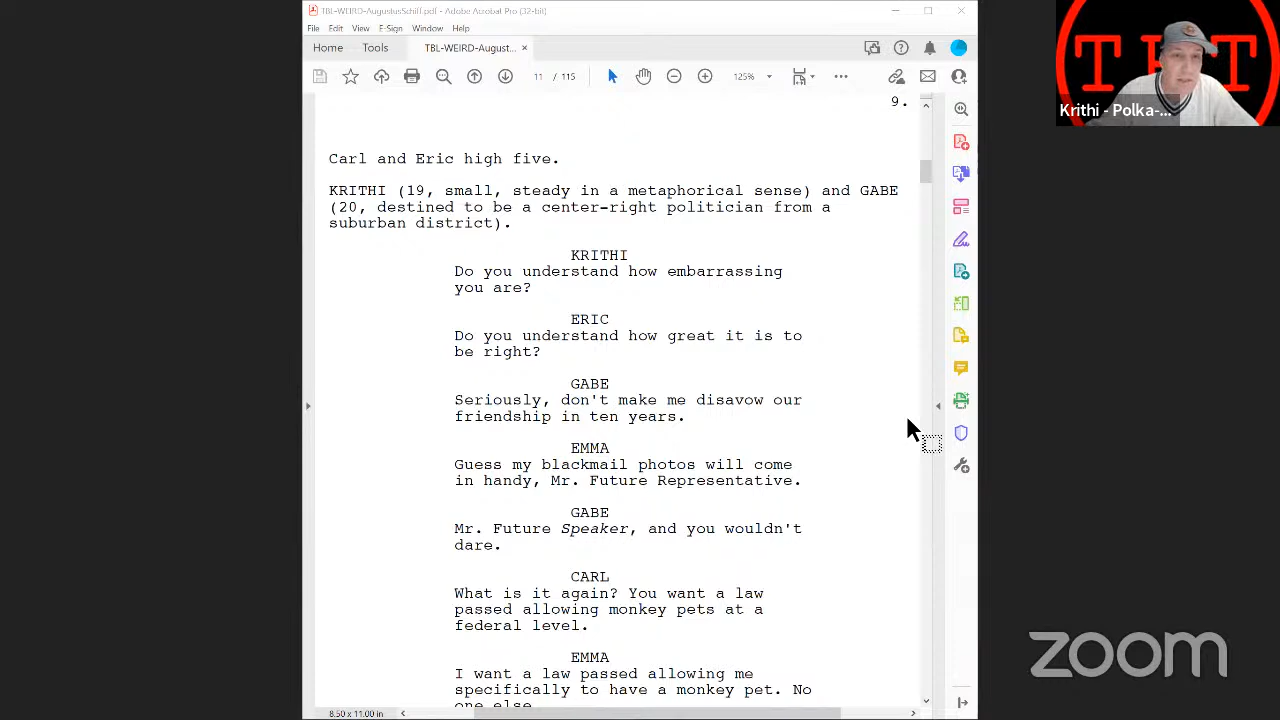 TBL-WEIRD-AugustusSchiff.pdf - Adobe Acrobat Pro (32-bit)
File Edit View E-Sign Window Help
Home Tools TBL-WEIRD-August... ×
11 / 115 125%
9.
Carl and Eric high five.
KRITHI (19, small, steady in a metaphorical sense) and GABE
(20, destined to be a center-right politician from a
suburban district).
KRITHI
Do you understand how embarrassing
you are?
ERIC
Do you understand how great it is to
be right?
GABE
Seriously, don't make me disavow our
friendship in ten years.
EMMA
Guess my blackmail photos will come
in handy, Mr. Future Representative.
GABE
Mr. Future Speaker, and you wouldn't
dare.
CARL
What is it again? You want a law
passed allowing monkey pets at a
federal level.
EMMA
I want a law passed allowing me
specifically to have a monkey pet. No
one else.
8.50 x 11.00 in
Krithi - Polka-...
zoom